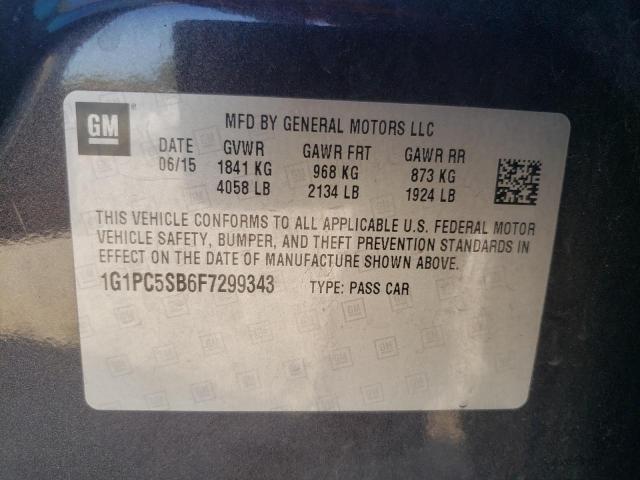 GM ®
MFD BY GENERAL MOTORS LLC
DATE GVWR GAWR FRT GAWR RR
06/15 1841 KG 968 KG 873 KG
4058 LB 2134 LB 1924 LB
THIS VEHICLE CONFORMS TO ALL APPLICABLE U.S. FEDERAL MOTOR
VEHICLE SAFETY, BUMPER, AND THEFT PREVENTION STANDARDS IN
EFFECT ON THE DATE OF MANUFACTURE SHOWN ABOVE.
1G1PC5SB6F7299343 TYPE: PASS CAR